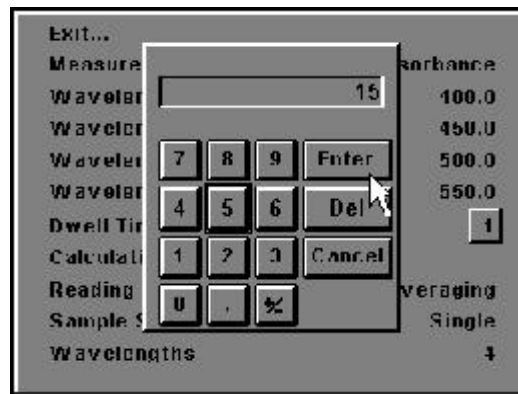 Exit...
Measure sorbance
15
Wavelen 400.0
Wavelen 450.0
7 8 9 Enter
Wavelen 500.0
4 5 6 Del
Wavelen 550.0
Dwell Tim 1
1 2 3 Cancel
Calculati
Reading veraging
0 . +/-
Sample S Single
Wavelengths 4